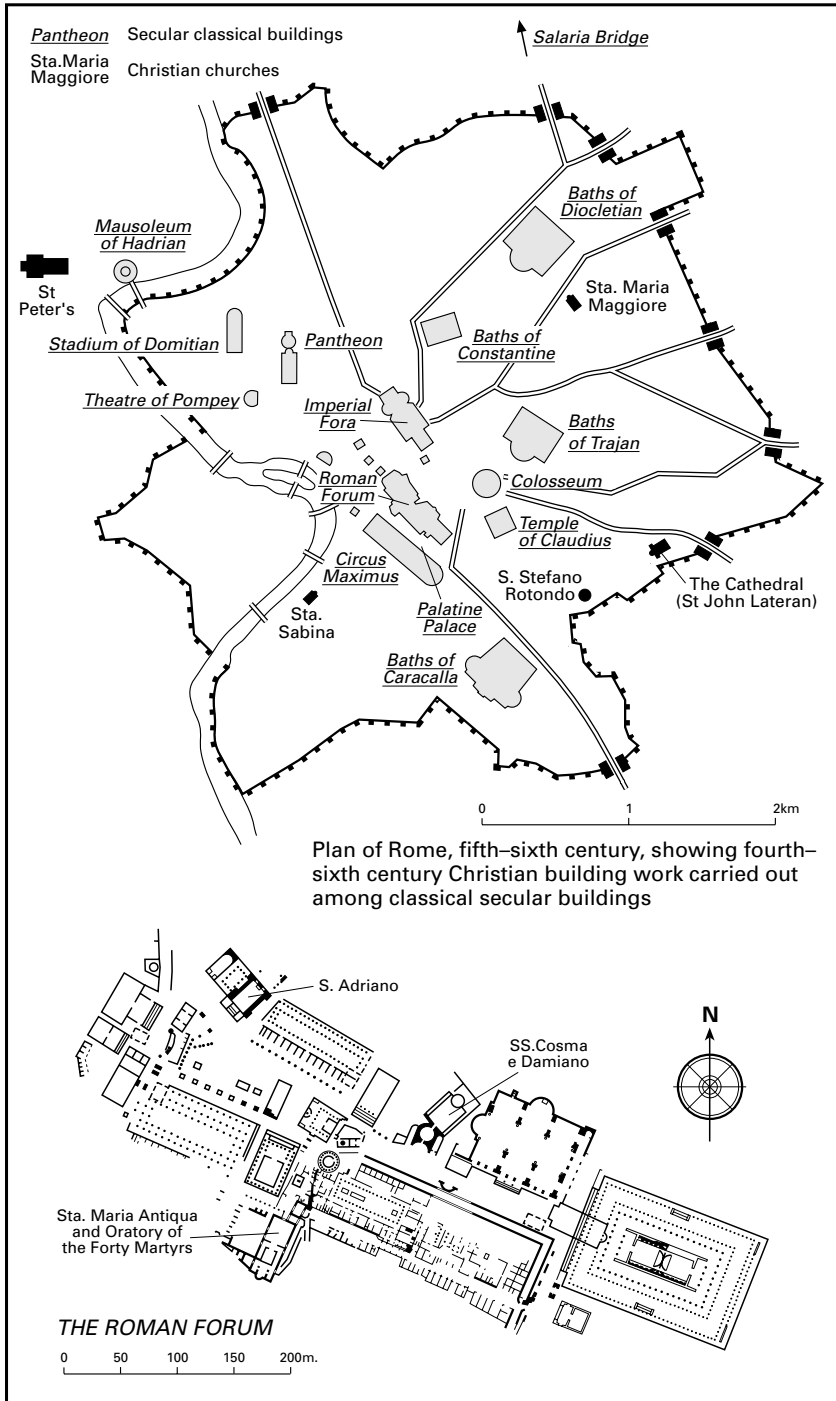 Pantheon Secular classical buildings
Sta.Maria
Maggiore Christian churches
Salaria Bridge
Baths of
Diocletian
Mausoleum
of Hadrian
St
Peter's
Sta. Maria
Maggiore
Stadium of Domitian
Pantheon
Baths of
Constantine
Theatre of Pompey
Imperial
Fora
Baths
of Trajan
Roman
Forum
Colosseum
Temple
of Claudius
Circus
Maximus
S. Stefano
Rotondo
The Cathedral
(St John Lateran)
Sta.
Sabina
Palatine
Palace
Baths of
Caracalla
0 1 2km
Plan of Rome, fifth–sixth century, showing fourth–
sixth century Christian building work carried out
among classical secular buildings
S. Adriano
N
SS.Cosma
e Damiano
Sta. Maria Antiqua
and Oratory of
the Forty Martyrs
THE ROMAN FORUM
0 50 100 150 200m.